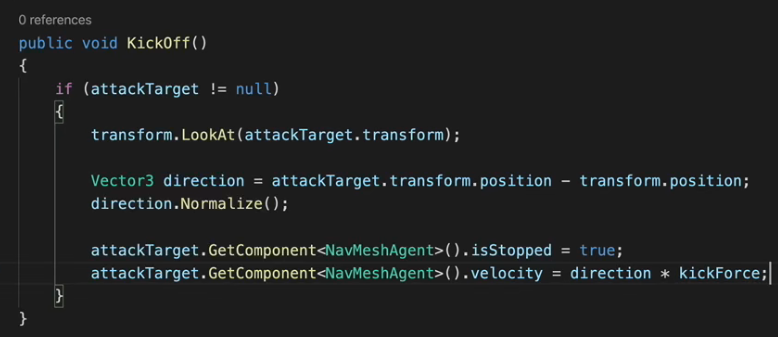 0 references
public void KickOff()
{
if (attackTarget != null)
{
transform.LookAt(attackTarget.transform);
Vector3 direction = attackTarget.transform.position - transform.position;
direction.Normalize();
attackTarget.GetComponent<NavMeshAgent>().isStopped = true;
attackTarget.GetComponent<NavMeshAgent>().velocity = direction * kickForce;
}
}